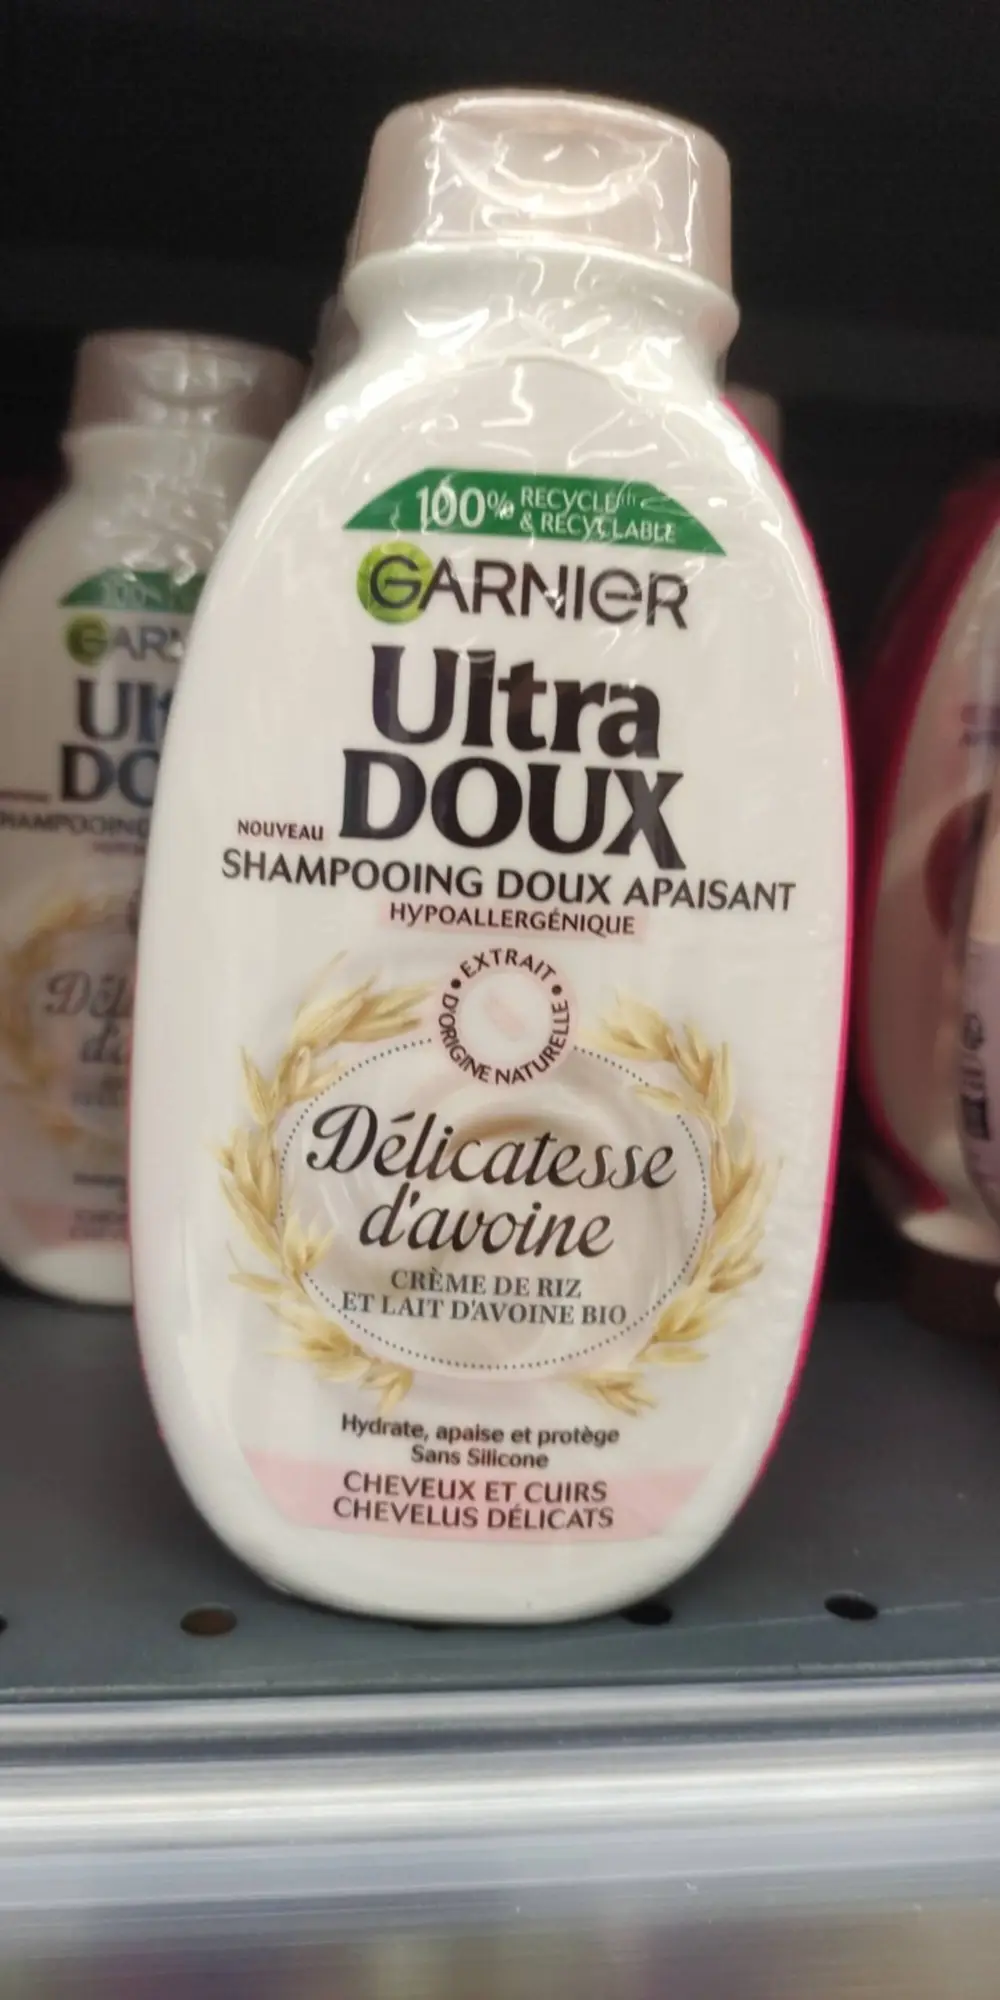 100% RECYCLÉ
& RECYCLABLE
GARNIER
Ultra
DOUX
NOUVEAU
SHAMPOOING DOUX APAISANT
HYPOALLERGÉNIQUE
• EXTRAIT •
D'ORIGINE NATURELLE
Délicatesse
d'avoine
CRÈME DE RIZ
ET LAIT D'AVOINE BIO
Hydrate, apaise et protège
Sans Silicone
CHEVEUX ET CUIRS
CHEVELUS DÉLICATS